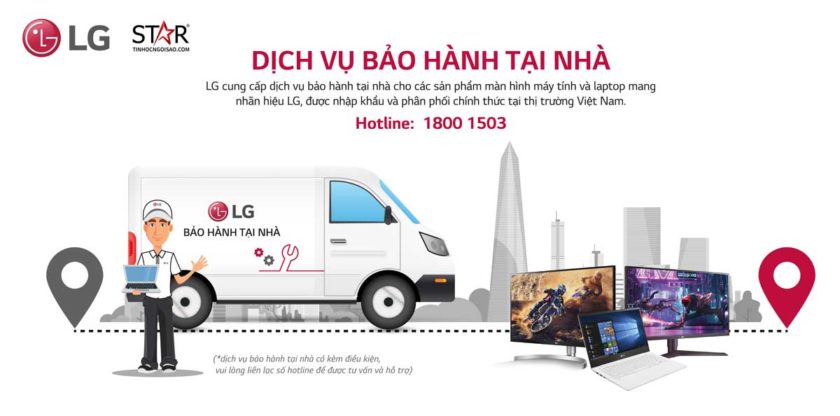 LG
STAR
TINHOCNGOISAO.COM
DỊCH VỤ BẢO HÀNH TẠI NHÀ
LG cung cấp dịch vụ bảo hành tại nhà cho các sản phẩm màn hình máy tính và laptop mang
nhãn hiệu LG, được nhập khẩu và phân phối chính thức tại thị trường Việt Nam.
Hotline: 1800 1503
LG
BẢO HÀNH TẠI NHÀ
(*dịch vụ bảo hành tại nhà có kèm điều kiện,
vui lòng liên lạc số hotline để được tư vấn và hỗ trợ)